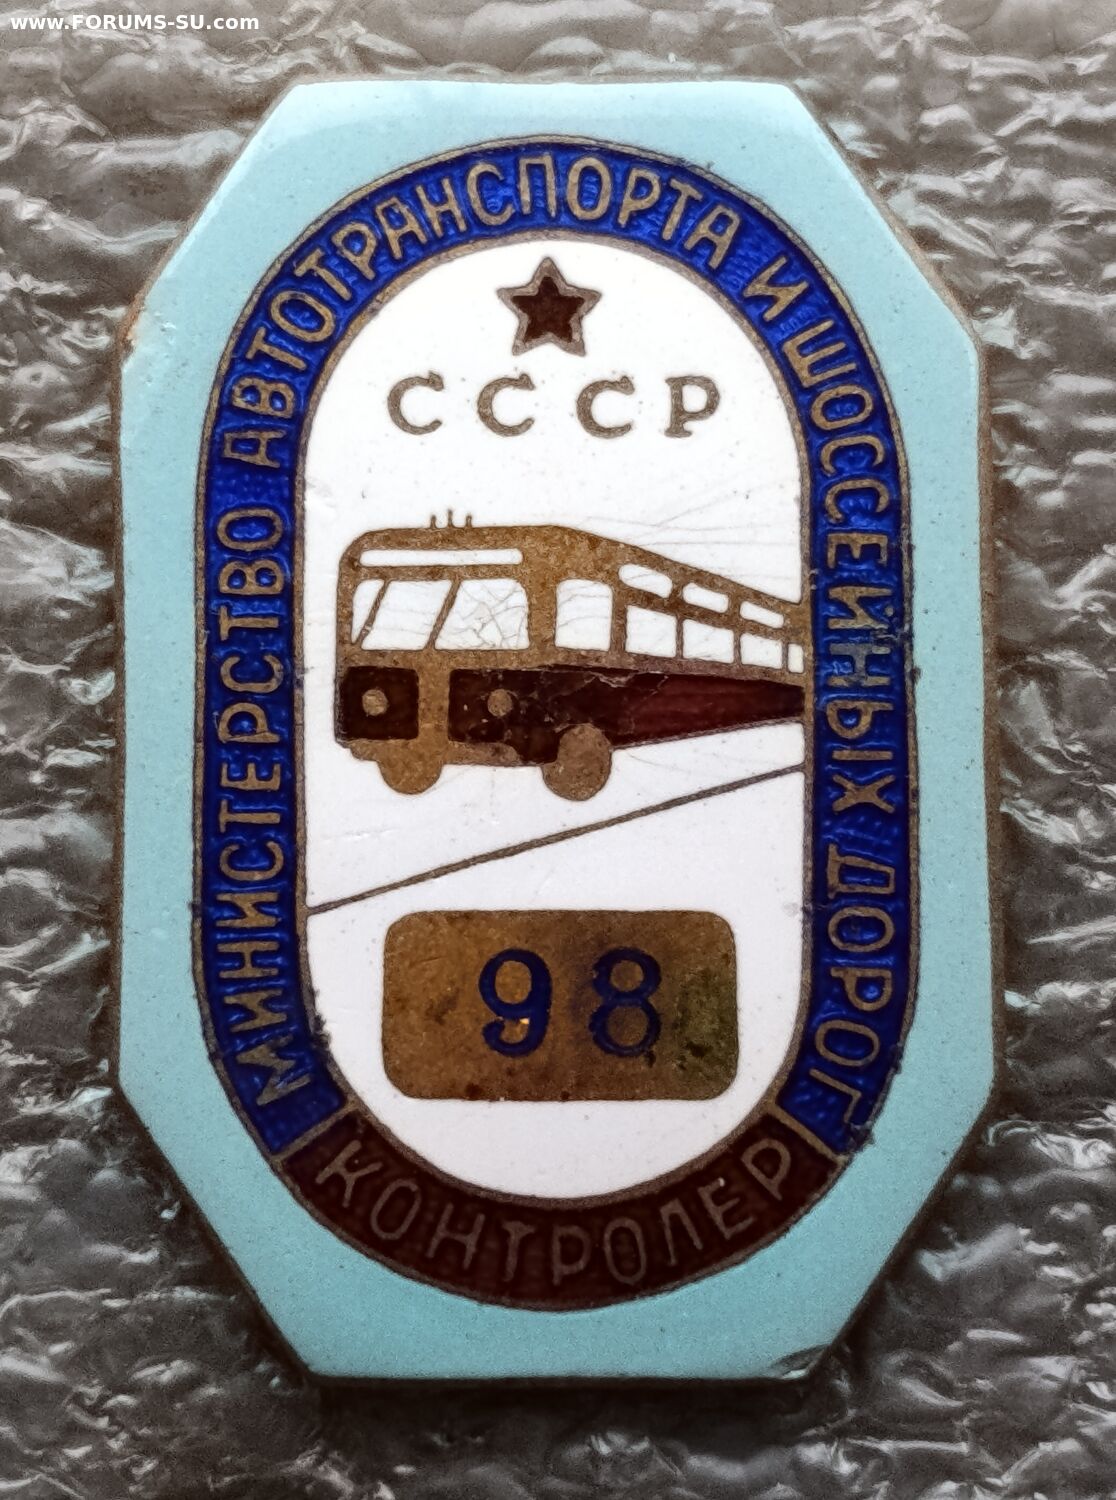 www.FORUMS-SU.com
МИНИСТЕРСТВО АВТОТРАНСПОРТА И ШОССЕЙНЫХ ДОРОГ
СССР
98
КОНТРОЛЕР